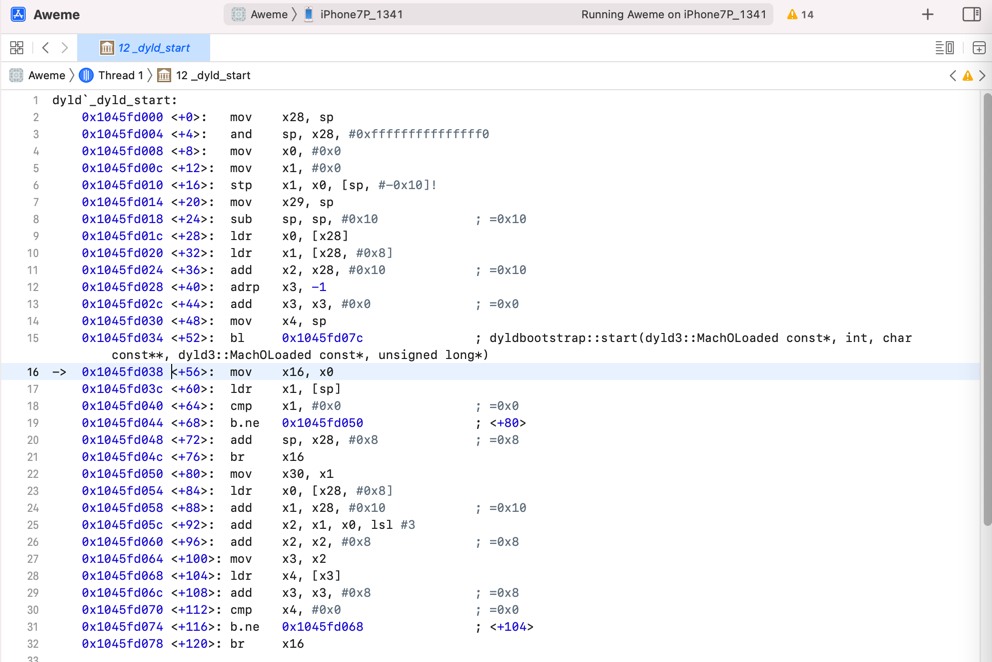 Aweme
Aweme 〉 iPhone7P_1341
Running Aweme on iPhone7P_1341
14
12 _dyld_start
Aweme 〉 Thread 1 〉 12 _dyld_start
1 dyld`_dyld_start:
2 0x1045fd000 <+0>: mov x28, sp
3 0x1045fd004 <+4>: and sp, x28, #0xfffffffffffffff0
4 0x1045fd008 <+8>: mov x0, #0x0
5 0x1045fd00c <+12>: mov x1, #0x0
6 0x1045fd010 <+16>: stp x1, x0, [sp, #-0x10]!
7 0x1045fd014 <+20>: mov x29, sp
8 0x1045fd018 <+24>: sub sp, sp, #0x10 ; =0x10
9 0x1045fd01c <+28>: ldr x0, [x28]
10 0x1045fd020 <+32>: ldr x1, [x28, #0x8]
11 0x1045fd024 <+36>: add x2, x28, #0x10 ; =0x10
12 0x1045fd028 <+40>: adrp x3, -1
13 0x1045fd02c <+44>: add x3, x3, #0x0 ; =0x0
14 0x1045fd030 <+48>: mov x4, sp
15 0x1045fd034 <+52>: bl 0x1045fd07c ; dyldbootstrap::start(dyld3::MachOLoaded const*, int, char
const**, dyld3::MachOLoaded const*, unsigned long*)
16 -> 0x1045fd038 <+56>: mov x16, x0
17 0x1045fd03c <+60>: ldr x1, [sp]
18 0x1045fd040 <+64>: cmp x1, #0x0 ; =0x0
19 0x1045fd044 <+68>: b.ne 0x1045fd050 ; <+80>
20 0x1045fd048 <+72>: add sp, x28, #0x8 ; =0x8
21 0x1045fd04c <+76>: br x16
22 0x1045fd050 <+80>: mov x30, x1
23 0x1045fd054 <+84>: ldr x0, [x28, #0x8]
24 0x1045fd058 <+88>: add x1, x28, #0x10 ; =0x10
25 0x1045fd05c <+92>: add x2, x1, x0, lsl #3
26 0x1045fd060 <+96>: add x2, x2, #0x8 ; =0x8
27 0x1045fd064 <+100>: mov x3, x2
28 0x1045fd068 <+104>: ldr x4, [x3]
29 0x1045fd06c <+108>: add x3, x3, #0x8 ; =0x8
30 0x1045fd070 <+112>: cmp x4, #0x0 ; =0x0
31 0x1045fd074 <+116>: b.ne 0x1045fd068 ; <+104>
32 0x1045fd078 <+120>: br x16
33